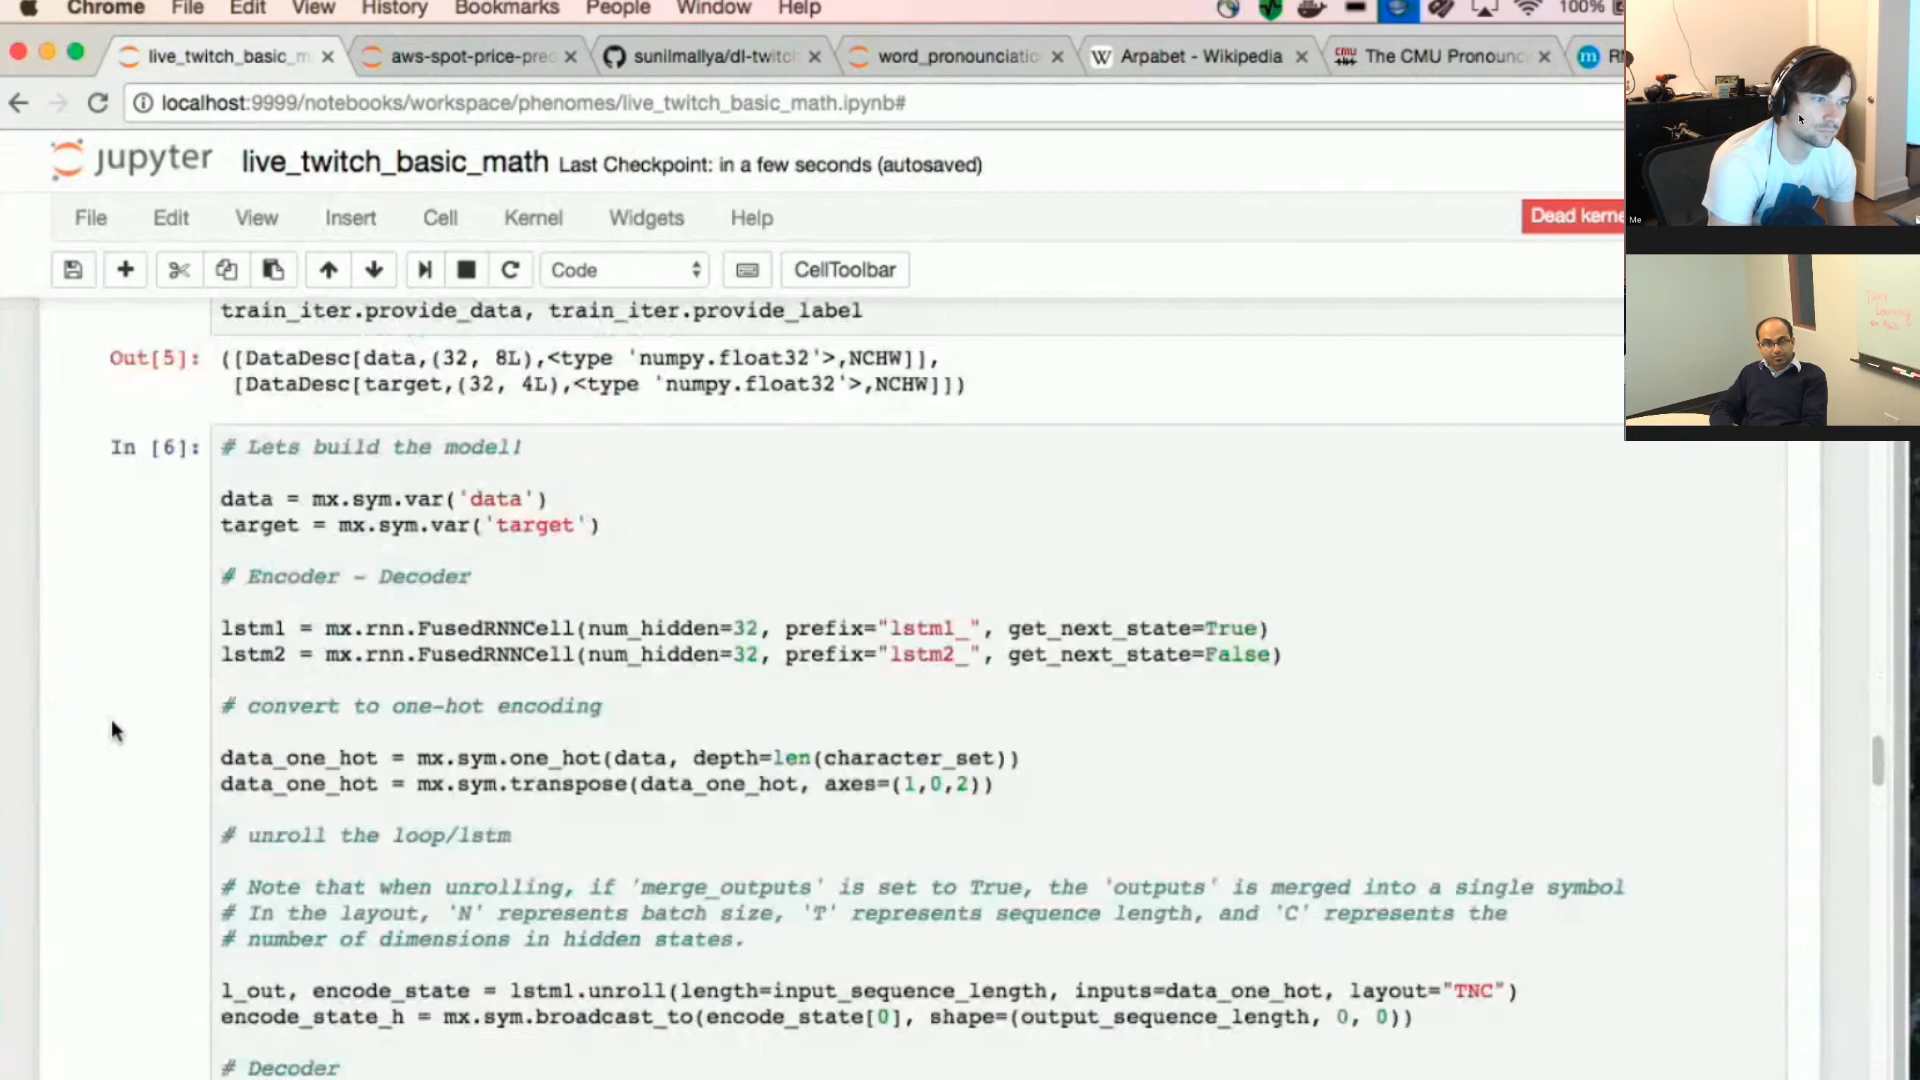 Chrome File Edit View History Bookmarks People Window Help 100%
live_twitch_basic_m aws-spot-price-pred sunilmallya/dl-twitch word_pronounciatio Arpabet - Wikipedia The CMU Pronounc
localhost:9999/notebooks/workspace/phenomes/live_twitch_basic_math.ipynb#
jupyter live_twitch_basic_math Last Checkpoint: in a few seconds (autosaved)
File Edit View Insert Cell Kernel Widgets Help Dead kerne
Me
Code CellToolbar
train_iter.provide_data, train_iter.provide_label
Out[5]: ([DataDesc[data,(32, 8L),<type 'numpy.float32'>,NCHW]],
[DataDesc[target,(32, 4L),<type 'numpy.float32'>,NCHW]])
In [6]: # Lets build the model!
data = mx.sym.var('data')
target = mx.sym.var('target')
# Encoder - Decoder
lstm1 = mx.rnn.FusedRNNCell(num_hidden=32, prefix="lstm1_", get_next_state=True)
lstm2 = mx.rnn.FusedRNNCell(num_hidden=32, prefix="lstm2_", get_next_state=False)
# convert to one-hot encoding
data_one_hot = mx.sym.one_hot(data, depth=len(character_set))
data_one_hot = mx.sym.transpose(data_one_hot, axes=(1,0,2))
# unroll the loop/lstm
# Note that when unrolling, if 'merge_outputs' is set to True, the 'outputs' is merged into a single symbol
# In the layout, 'N' represents batch size, 'T' represents sequence length, and 'C' represents the
# number of dimensions in hidden states.
l_out, encode_state = lstm1.unroll(length=input_sequence_length, inputs=data_one_hot, layout="TNC")
encode_state_h = mx.sym.broadcast_to(encode_state[0], shape=(output_sequence_length, 0, 0))
# Decoder